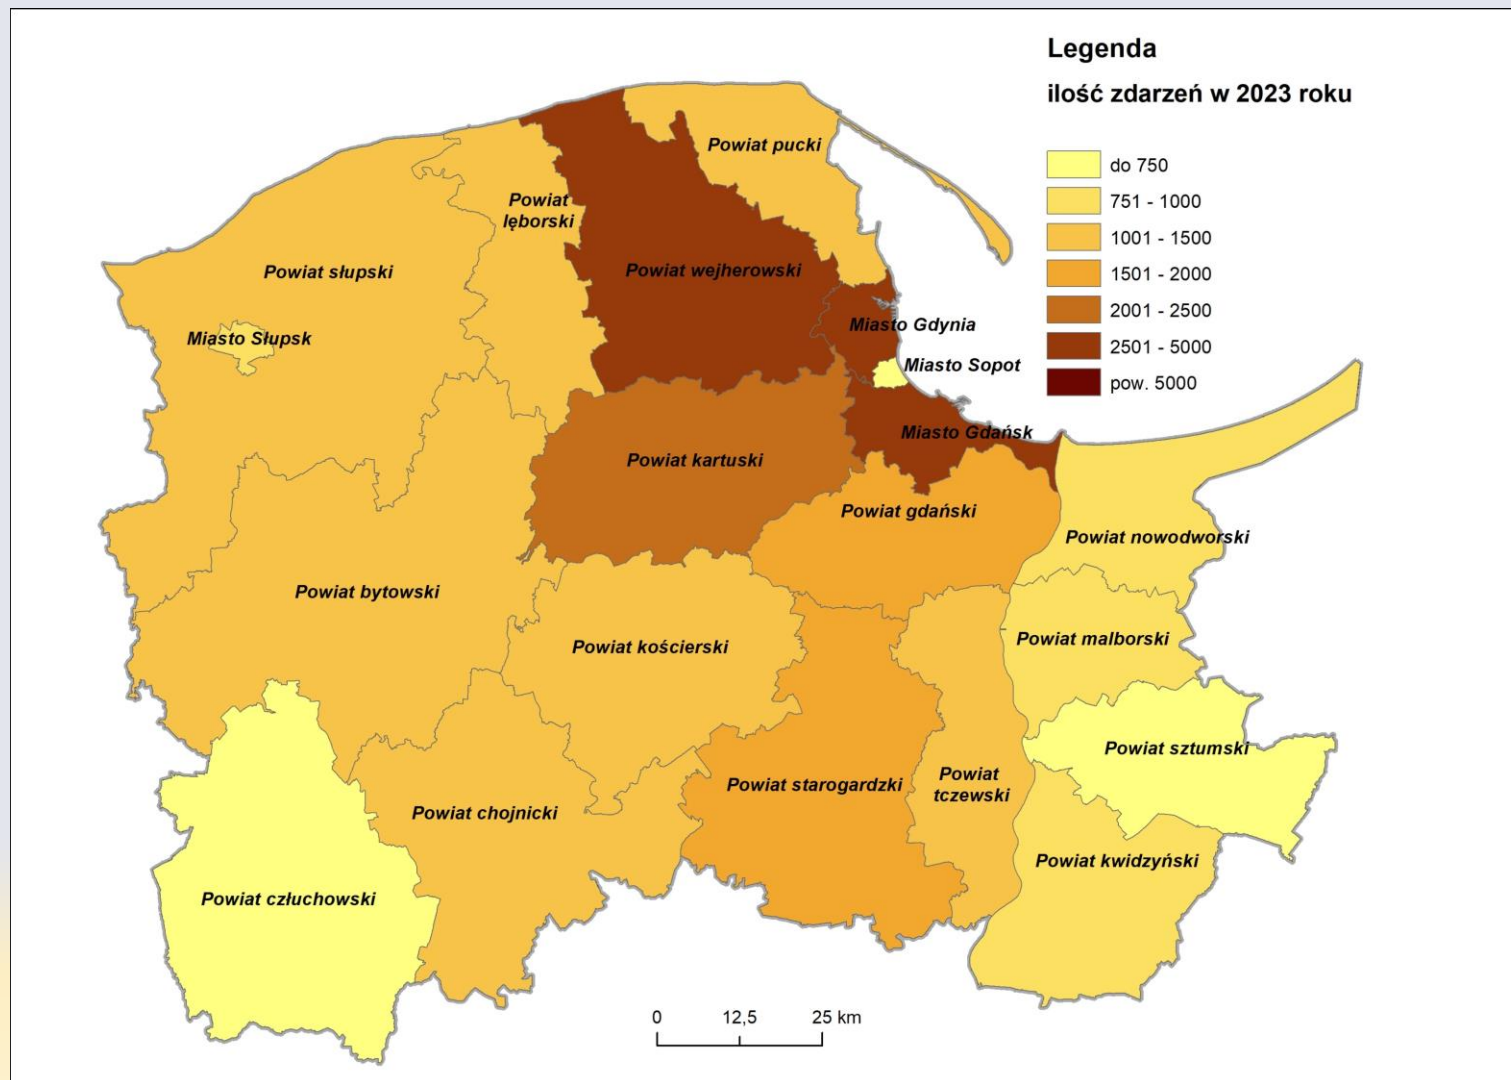 Legenda
ilość zdarzeń w 2023 roku
do 750
751 - 1000
1001 - 1500
1501 - 2000
2001 - 2500
2501 - 5000
pow. 5000
Powiat pucki
Powiat
lęborski
Powiat słupski
Powiat wejherowski
Miasto Słupsk
Miasto Gdynia
Miasto Sopot
Miasto Gdańsk
Powiat kartuski
Powiat gdański
Powiat nowodworski
Powiat bytowski
Powiat kościerski
Powiat malborski
Powiat sztumski
Powiat starogardzki
Powiat
tczewski
Powiat chojnicki
Powiat kwidzyński
Powiat człuchowski
0 12,5 25 km